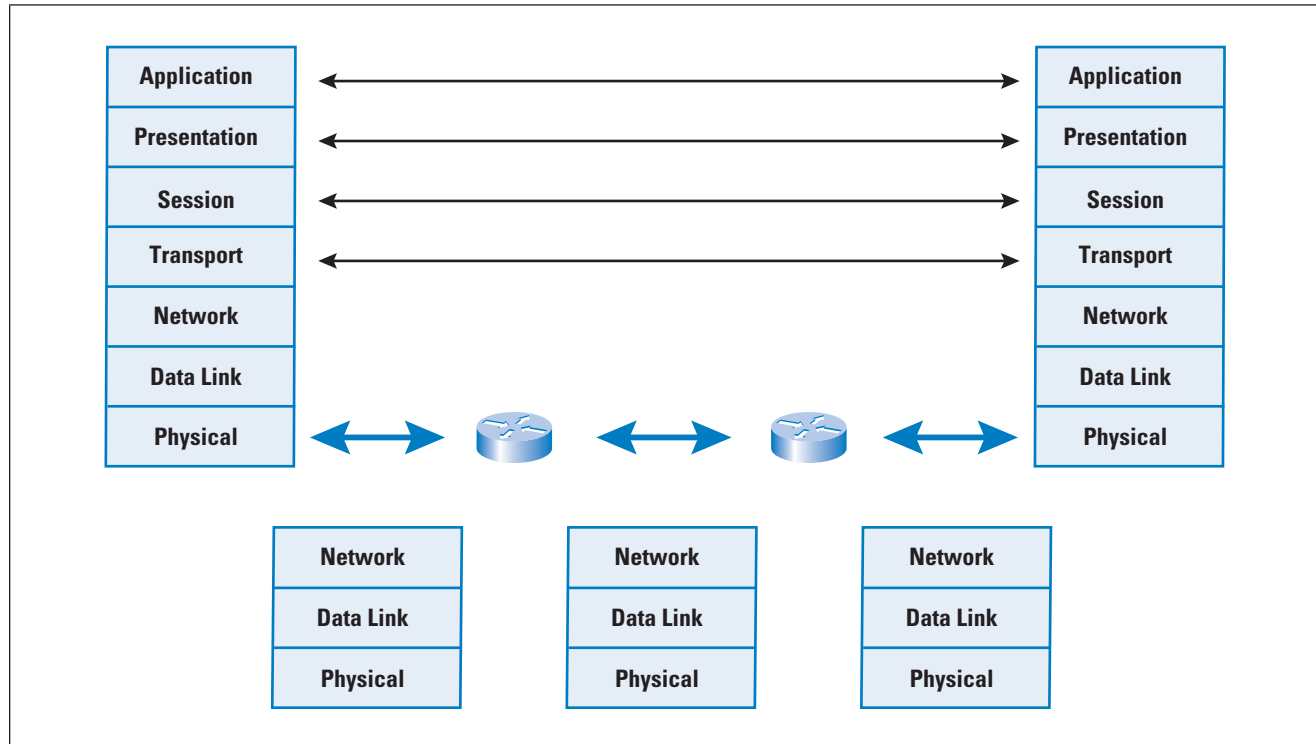 Application
Presentation
Session
Transport
Network
Data Link
Physical
Application
Presentation
Session
Transport
Network
Data Link
Physical
Network
Data Link
Physical
Network
Data Link
Physical
Network
Data Link
Physical